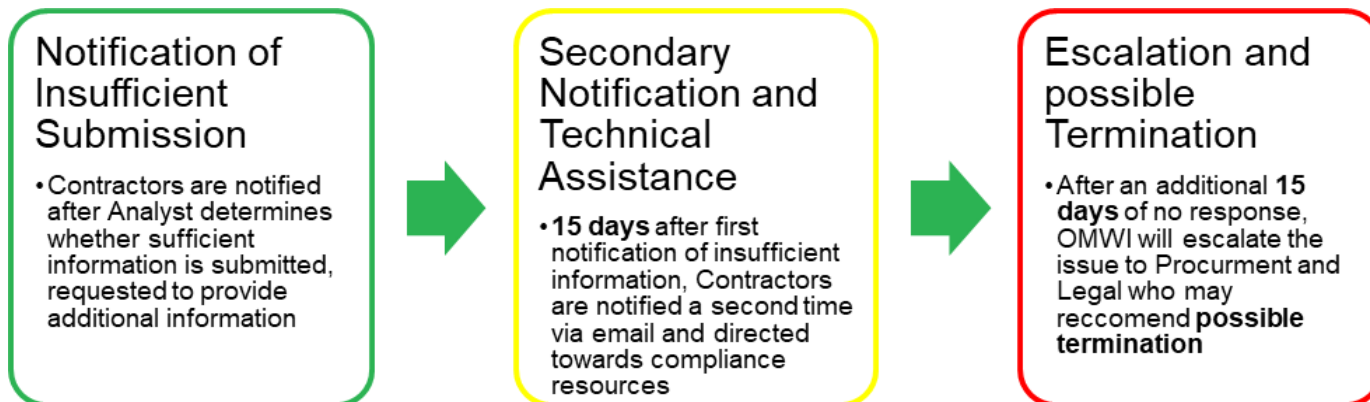 Notification of
Insufficient
Submission
•Contractors are notified
after Analyst determines
whether sufficient
information is submitted,
requested to provide
additional information
Secondary
Notification and
Technical
Assistance
•15 days after first
notification of insufficient
information, Contractors
are notified a second time
via email and directed
towards compliance
resources
Escalation and
possible
Termination
•After an additional 15
days of no response,
OMWI will escalate the
issue to Procurment and
Legal who may
reccomend possible
termination